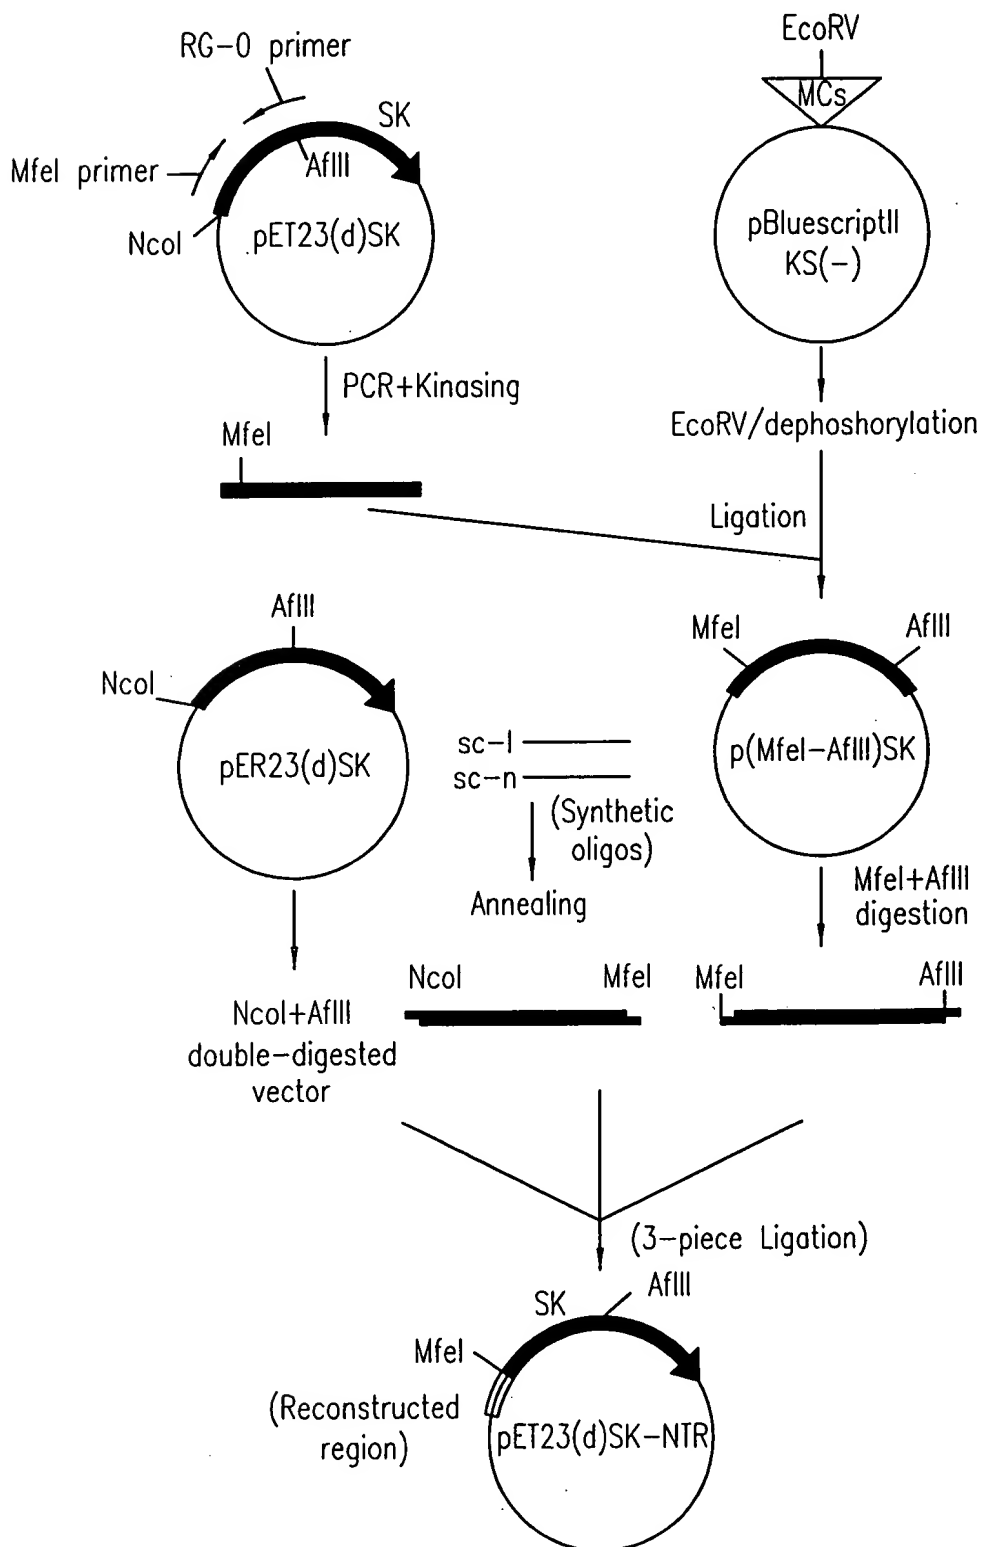 RG-0 primer
SK
MfeI primer
AflII
NcoI
pET23(d)SK
EcoRV
MCs
pBluescriptII
KS(-)
PCR+Kinasing
MfeI
EcoRV/dephoshorylation
Ligation
AflII
NcoI
pER23(d)SK
sc-I
sc-n
(Synthetic
oligos)
Annealing
MfeI
AflII
p(MfeI-AflII)SK
MfeI+AflII
digestion
NcoI+AflII
double-digested
vector
NcoI
MfeI
MfeI
AflII
(3-piece Ligation)
SK
AflII
MfeI
(Reconstructed
region)
pET23(d)SK-NTR